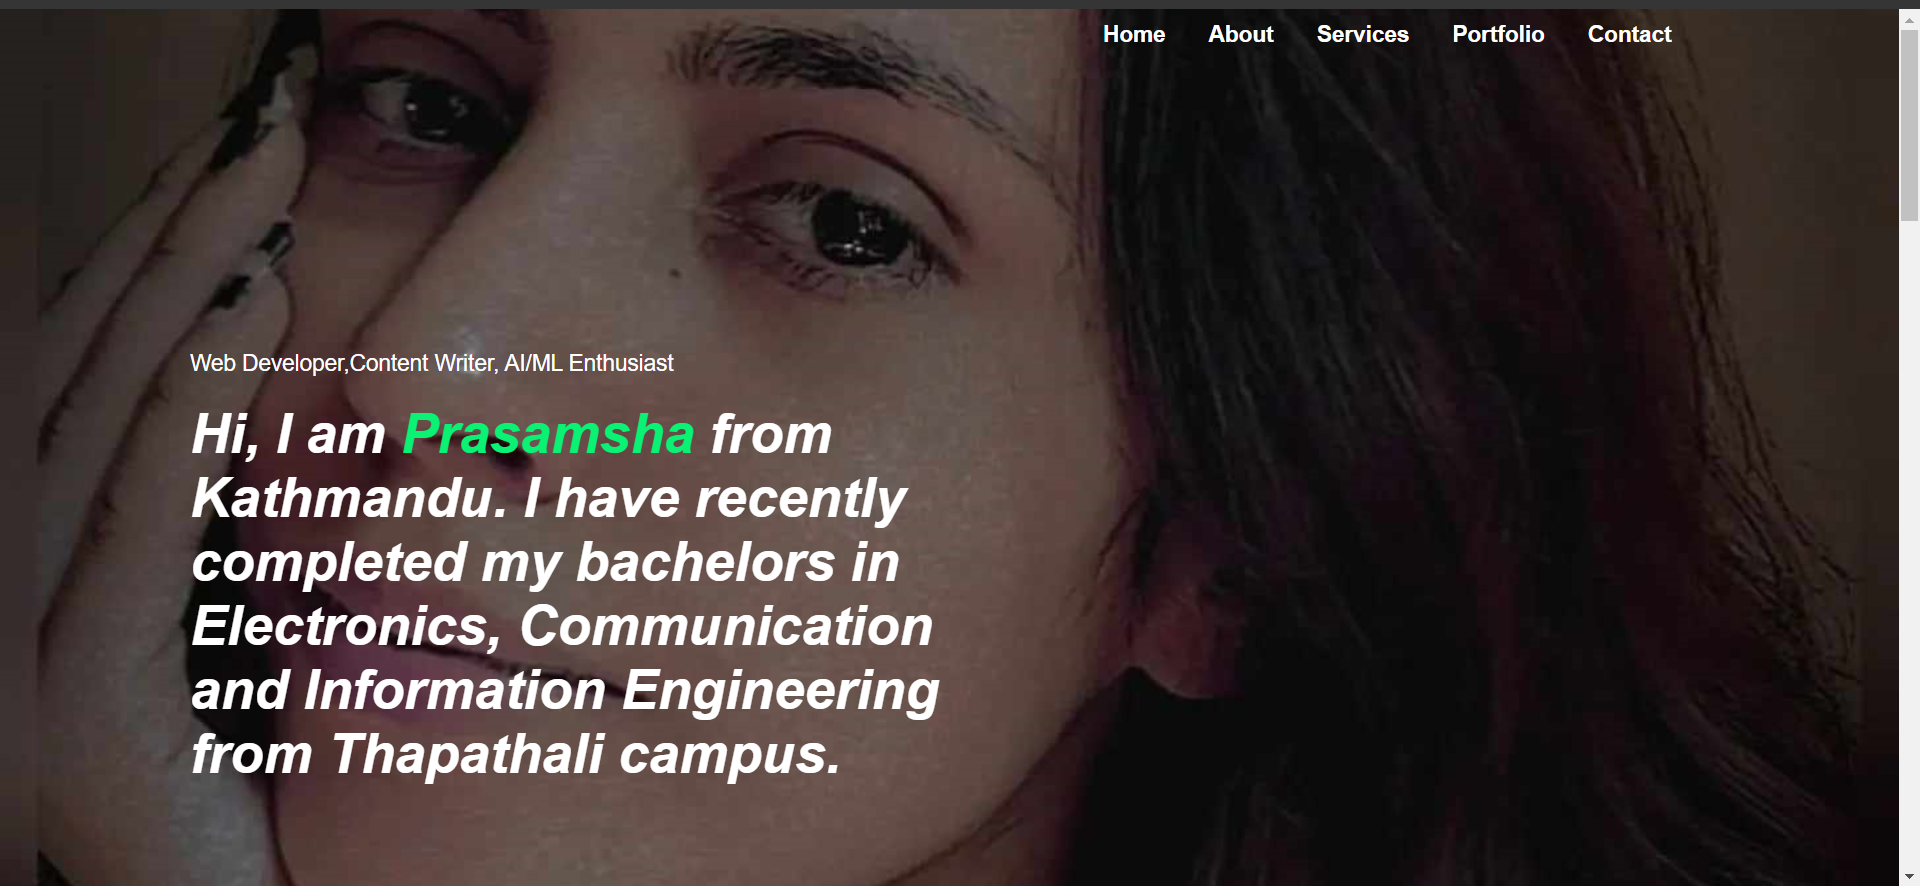 Home About Services Portfolio Contact
Web Developer,Content Writer, AI/ML Enthusiast
Hi, I am Prasamsha from
Kathmandu. I have recently
completed my bachelors in
Electronics, Communication
and Information Engineering
from Thapathali campus.